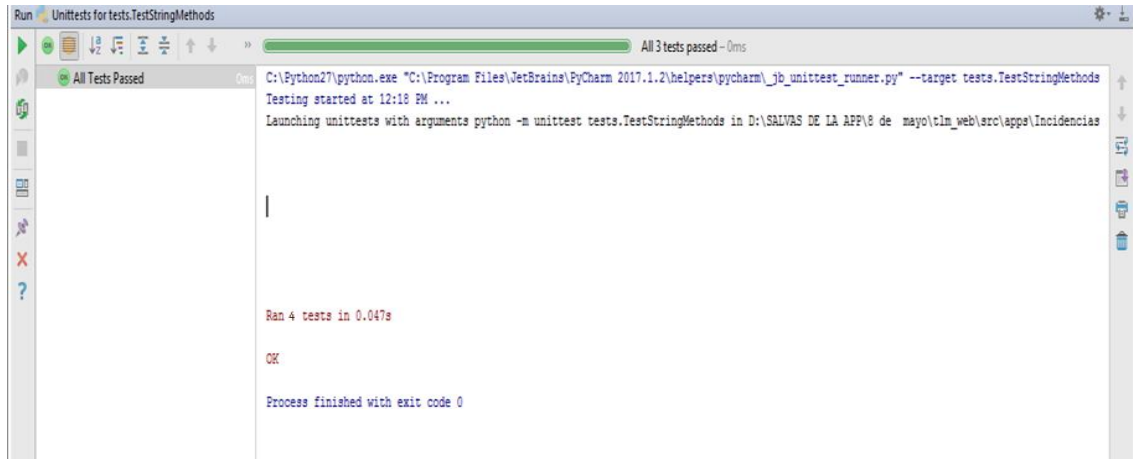 Run Unittests for tests.TestStringMethods
All 3 tests passed – 0ms
All Tests Passed 0ms
C:\Python27\python.exe "C:\Program Files\JetBrains\PyCharm 2017.1.2\helpers\pycharm\_jb_unittest_runner.py" --target tests.TestStringMethods
Testing started at 12:18 PM ...
Launching unittests with arguments python -m unittest tests.TestStringMethods in D:\SALVAS DE LA APP\8 de mayo\tlm_web\src\apps\Incidencias
Ran 4 tests in 0.047s
OK
Process finished with exit code 0